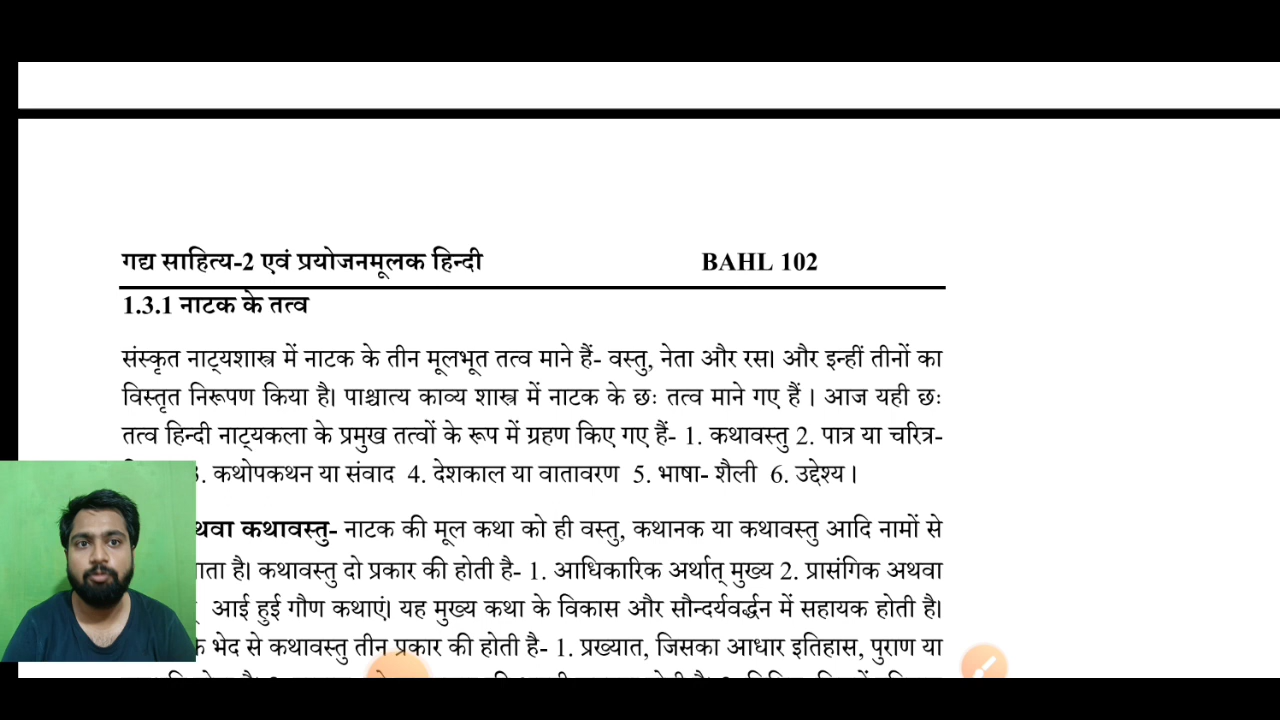 गद्य साहित्य-2 एवं प्रयोजनमूलक हिन्दी BAHL 102
1.3.1 नाटक के तत्व
संस्कृत नाट्यशास्त्र में नाटक के तीन मूलभूत तत्व माने हैं- वस्तु, नेता और रस। और इन्हीं तीनों का
विस्तृत निरूपण किया है। पाश्चात्य काव्य शास्त्र में नाटक के छः तत्व माने गए हैं । आज यही छः
तत्व हिन्दी नाट्यकला के प्रमुख तत्वों के रूप में ग्रहण किए गए हैं- 1. कथावस्तु 2. पात्र या चरित्र-
3. कथोपकथन या संवाद 4. देशकाल या वातावरण 5. भाषा- शैली 6. उद्देश्य ।
थवा कथावस्तु- नाटक की मूल कथा को ही वस्तु, कथानक या कथावस्तु आदि नामों से
ाता है। कथावस्तु दो प्रकार की होती है- 1. आधिकारिक अर्थात् मुख्य 2. प्रासंगिक अथवा
आई हुई गौण कथाएं। यह मुख्य कथा के विकास और सौन्दर्यवर्द्धन में सहायक होती है।
के भेद से कथावस्तु तीन प्रकार की होती है- 1. प्रख्यात, जिसका आधार इतिहास, पुराण या